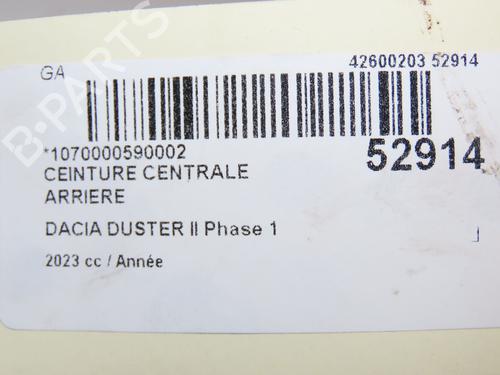 GA
42600203 52914
*1070000590002
52914
CEINTURE CENTRALE
ARRIERE
DACIA DUSTER II Phase 1
2023 cc / Année
B-PARTS